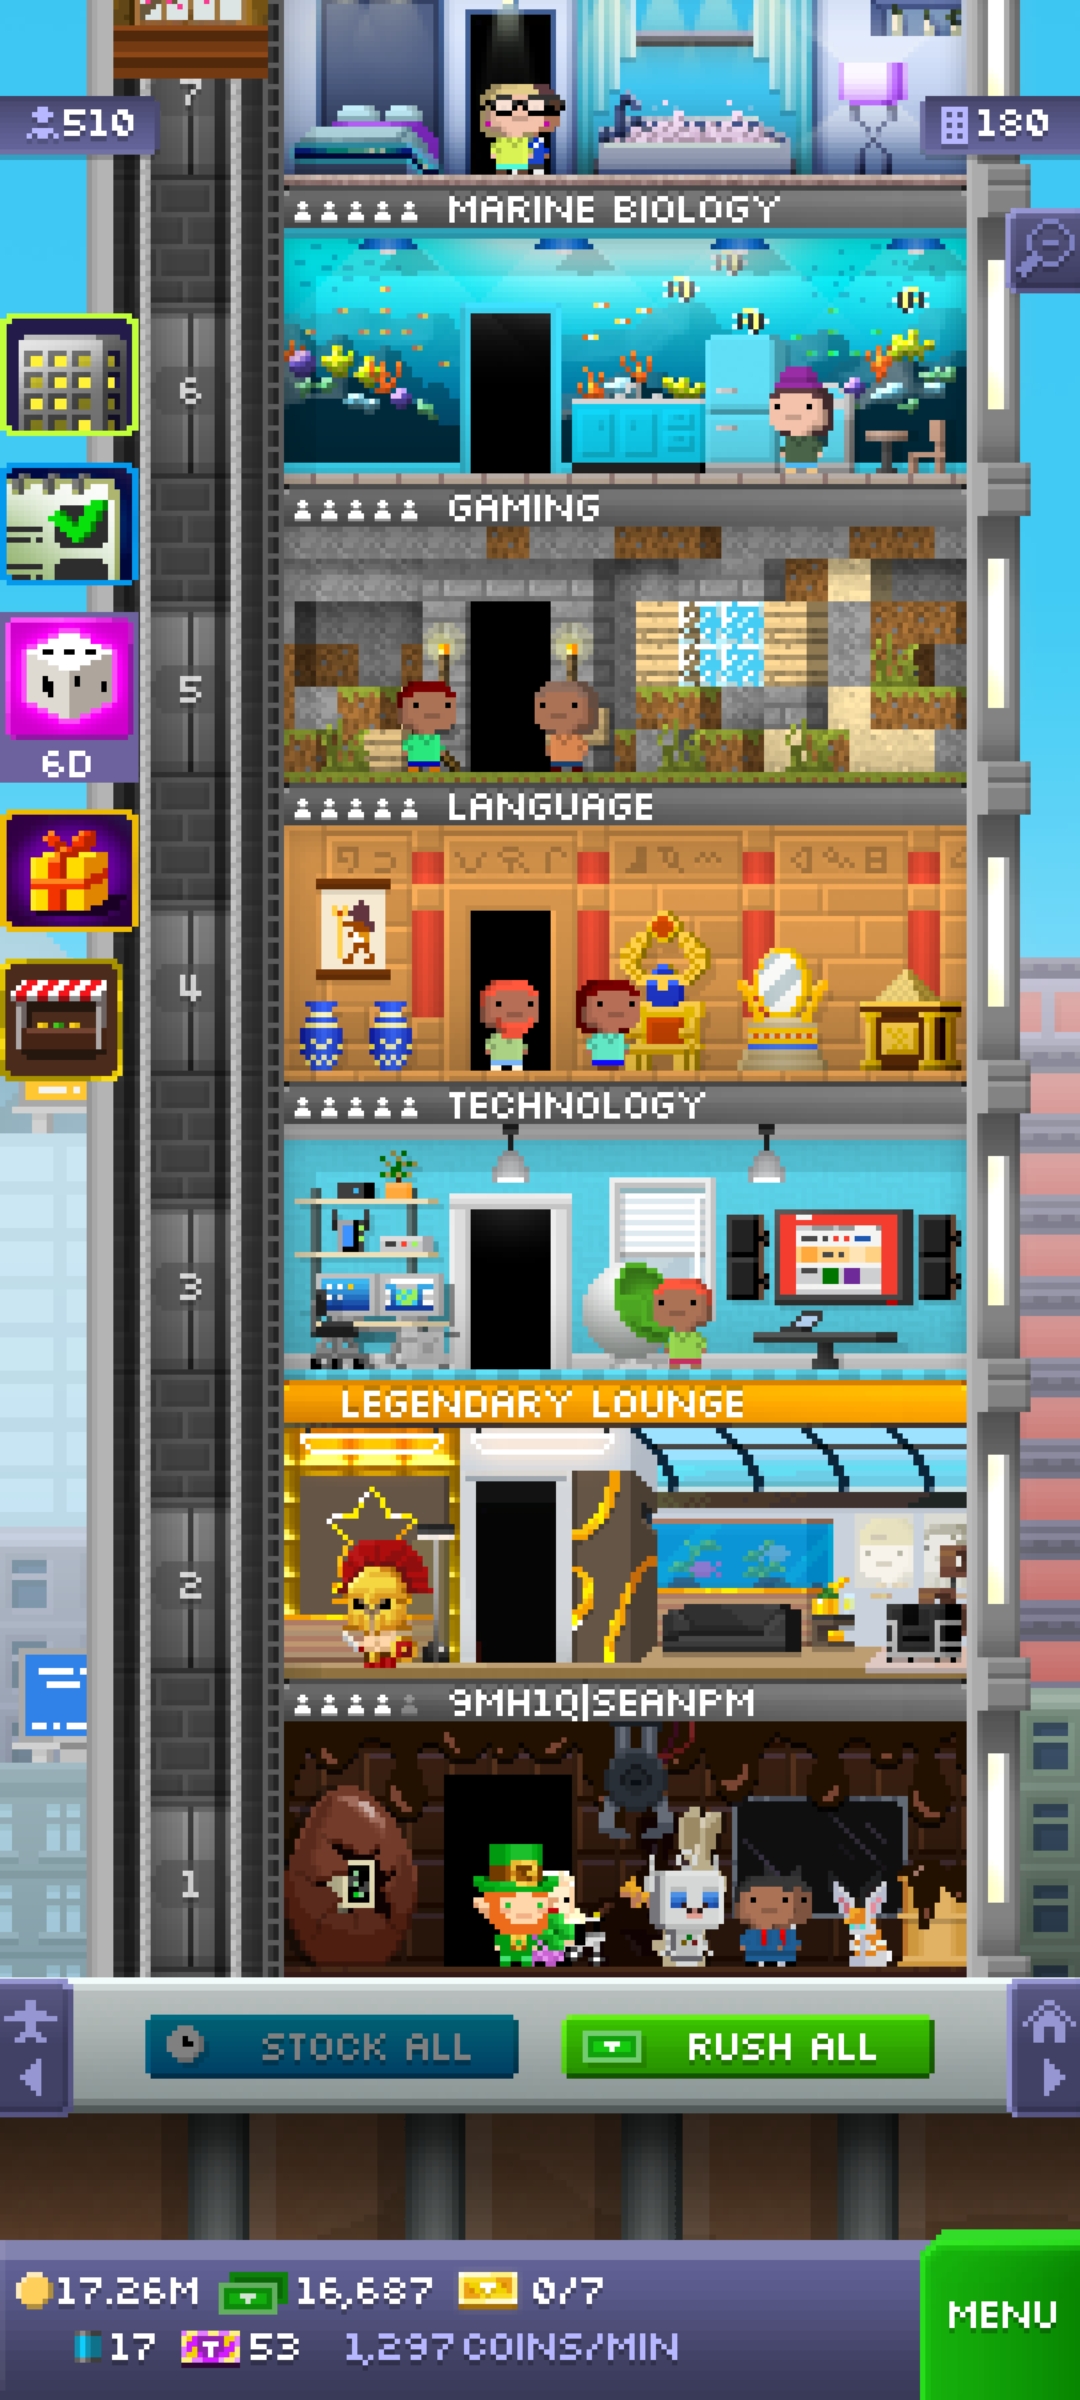 7
510
180
MARINE BIOLOGY
6
GAMING
5
6D
LANGUAGE
4
TECHNOLOGY
3
LEGENDARY LOUNGE
2
9MH1Q|SEANPM
1
STOCK ALL
RUSH ALL
17.26M 16,687 0/7
17 53 1,297 COINS/MIN
MENU